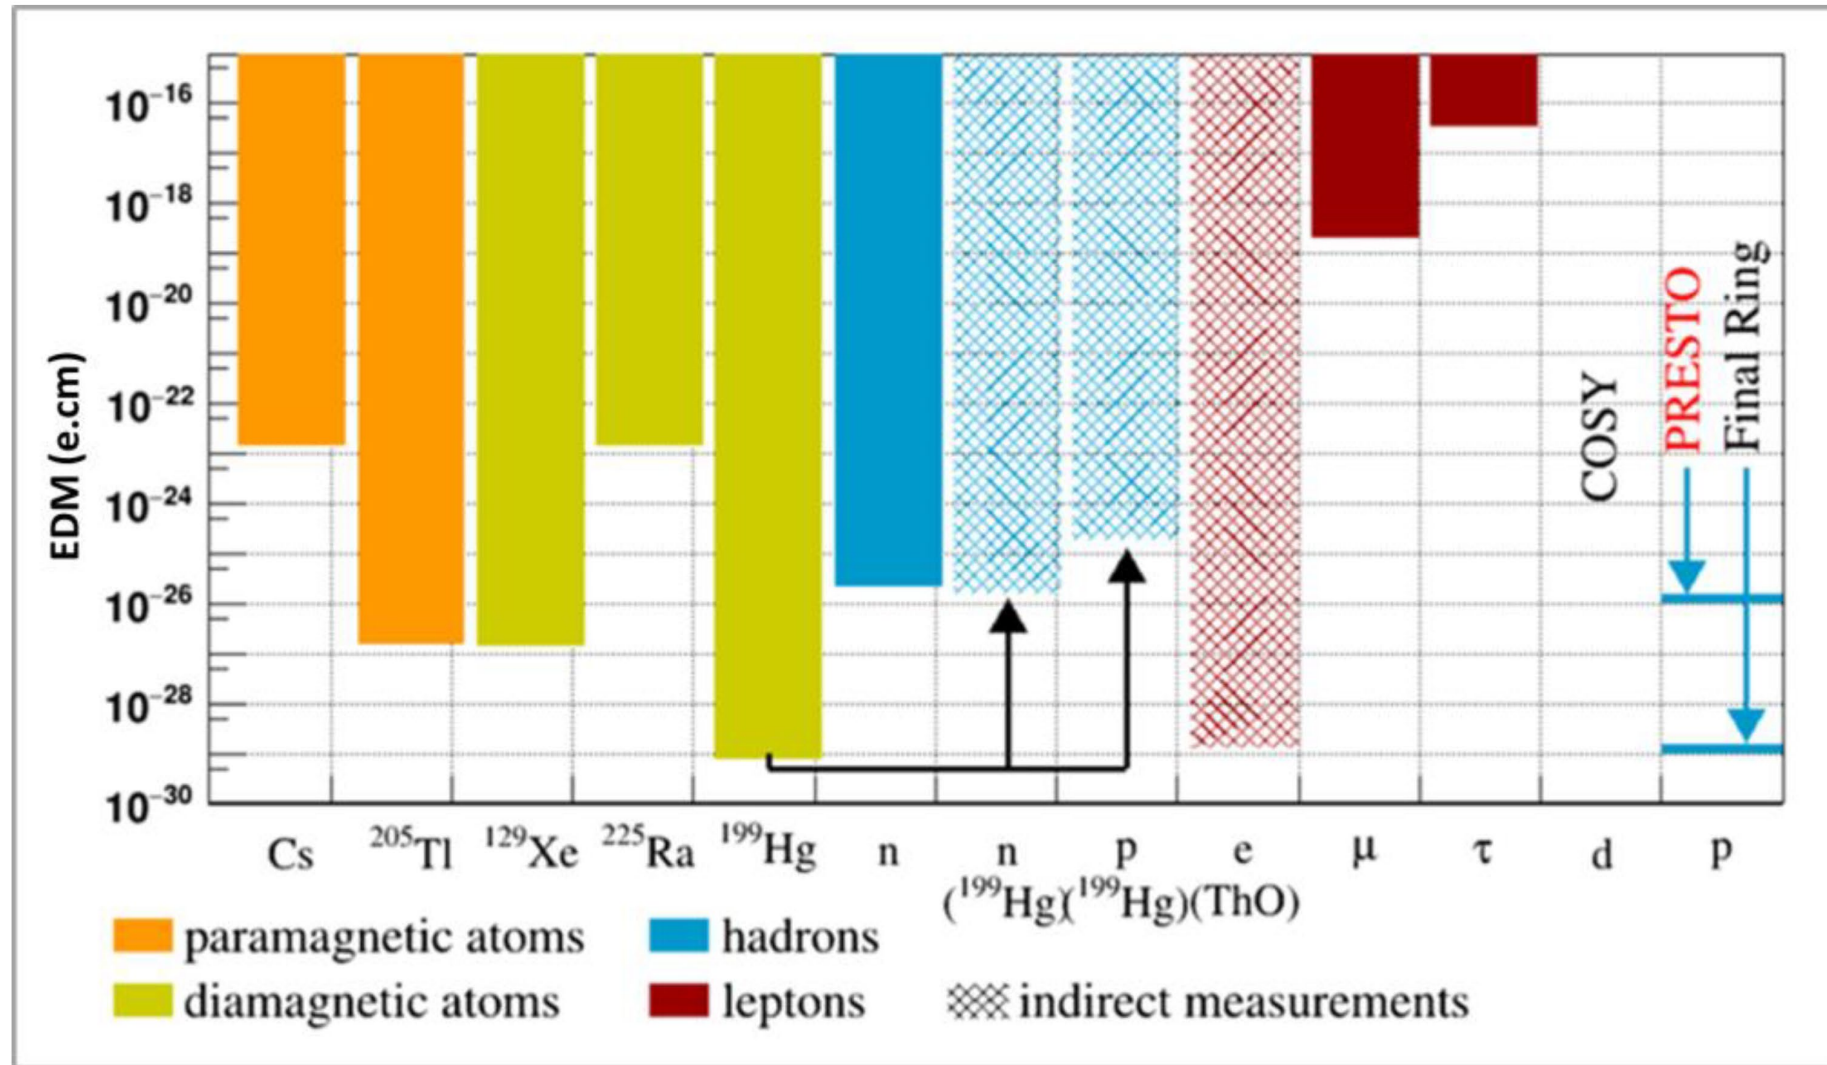 EDM (e.cm)
10⁻¹⁶
10⁻¹⁸
10⁻²⁰
10⁻²²
10⁻²⁴
10⁻²⁶
10⁻²⁸
10⁻³⁰
COSY
PRESTO
Final Ring
Cs ²⁰⁵Tl ¹²⁹Xe ²²⁵Ra ¹⁹⁹Hg n n p e μ τ d p
(¹⁹⁹Hg)(¹⁹⁹Hg)(ThO)
paramagnetic atoms hadrons
diamagnetic atoms leptons indirect measurements